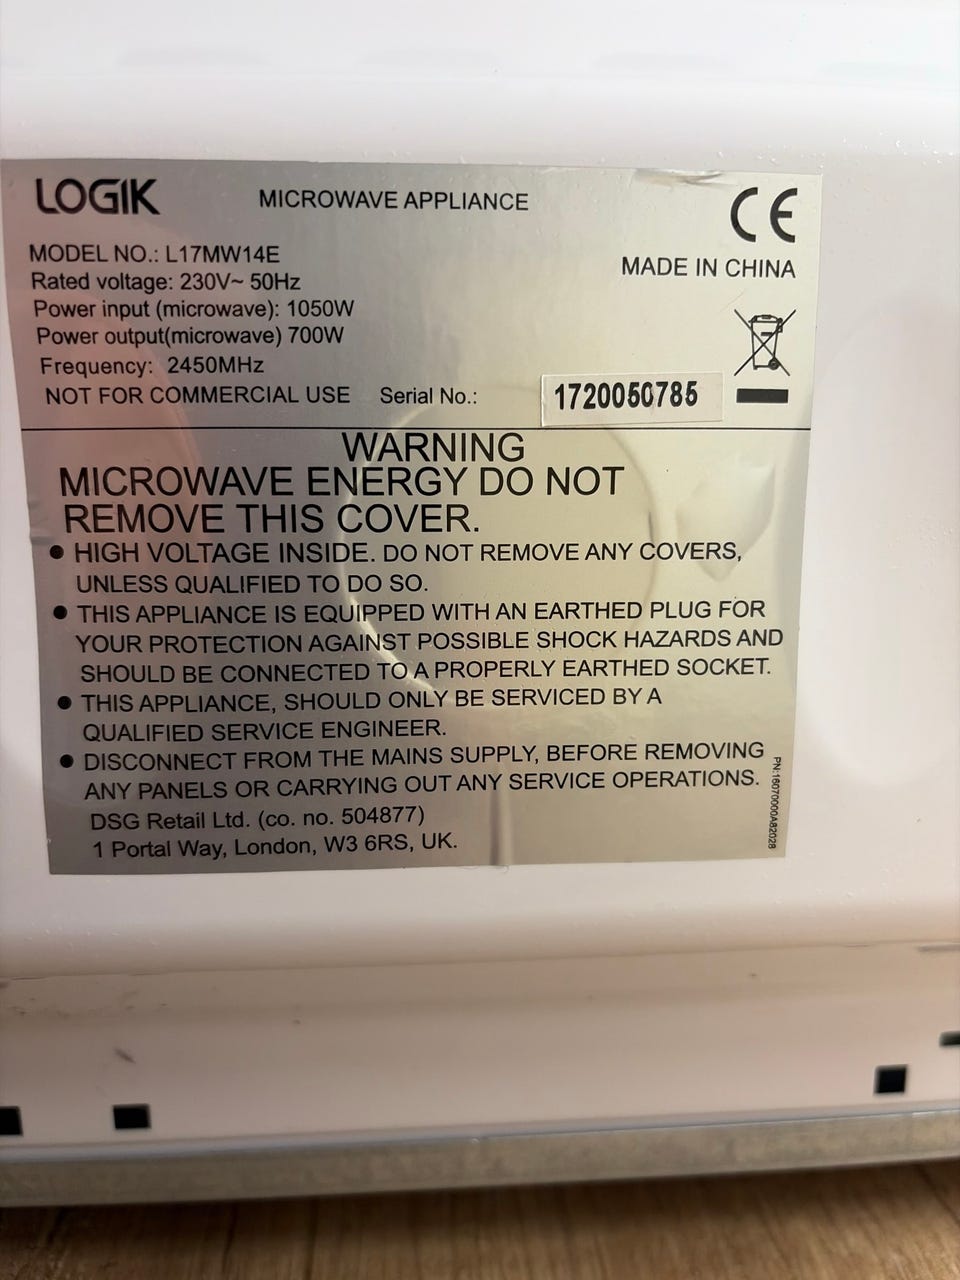 LOGIK
MICROWAVE APPLIANCE
CE
MADE IN CHINA
MODEL NO.: L17MW14E
Rated voltage: 230V~ 50Hz
Power input (microwave): 1050W
Power output(microwave) 700W
Frequency: 2450MHz
NOT FOR COMMERCIAL USE Serial No.: 1720050785
WARNING
MICROWAVE ENERGY DO NOT
REMOVE THIS COVER.
● HIGH VOLTAGE INSIDE. DO NOT REMOVE ANY COVERS,
UNLESS QUALIFIED TO DO SO.
● THIS APPLIANCE IS EQUIPPED WITH AN EARTHED PLUG FOR
YOUR PROTECTION AGAINST POSSIBLE SHOCK HAZARDS AND
SHOULD BE CONNECTED TO A PROPERLY EARTHED SOCKET.
● THIS APPLIANCE, SHOULD ONLY BE SERVICED BY A
QUALIFIED SERVICE ENGINEER.
● DISCONNECT FROM THE MAINS SUPPLY, BEFORE REMOVING
ANY PANELS OR CARRYING OUT ANY SERVICE OPERATIONS.
DSG Retail Ltd. (co. no. 504877)
1 Portal Way, London, W3 6RS, UK.
PN:16070000A82028